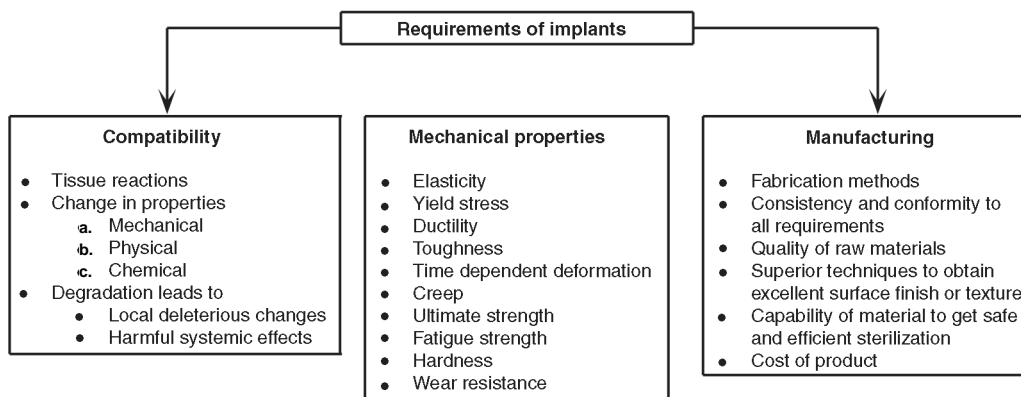 Requirements of implants
Compatibility
• Tissue reactions
• Change in properties
a. Mechanical
b. Physical
c. Chemical
• Degradation leads to
• Local deleterious changes
• Harmful systemic effects
Mechanical properties
• Elasticity
• Yield stress
• Ductility
• Toughness
• Time dependent deformation
• Creep
• Ultimate strength
• Fatigue strength
• Hardness
• Wear resistance
Manufacturing
• Fabrication methods
• Consistency and conformity to
all requirements
• Quality of raw materials
• Superior techniques to obtain
excellent surface finish or texture
• Capability of material to get safe
and efficient sterilization
• Cost of product